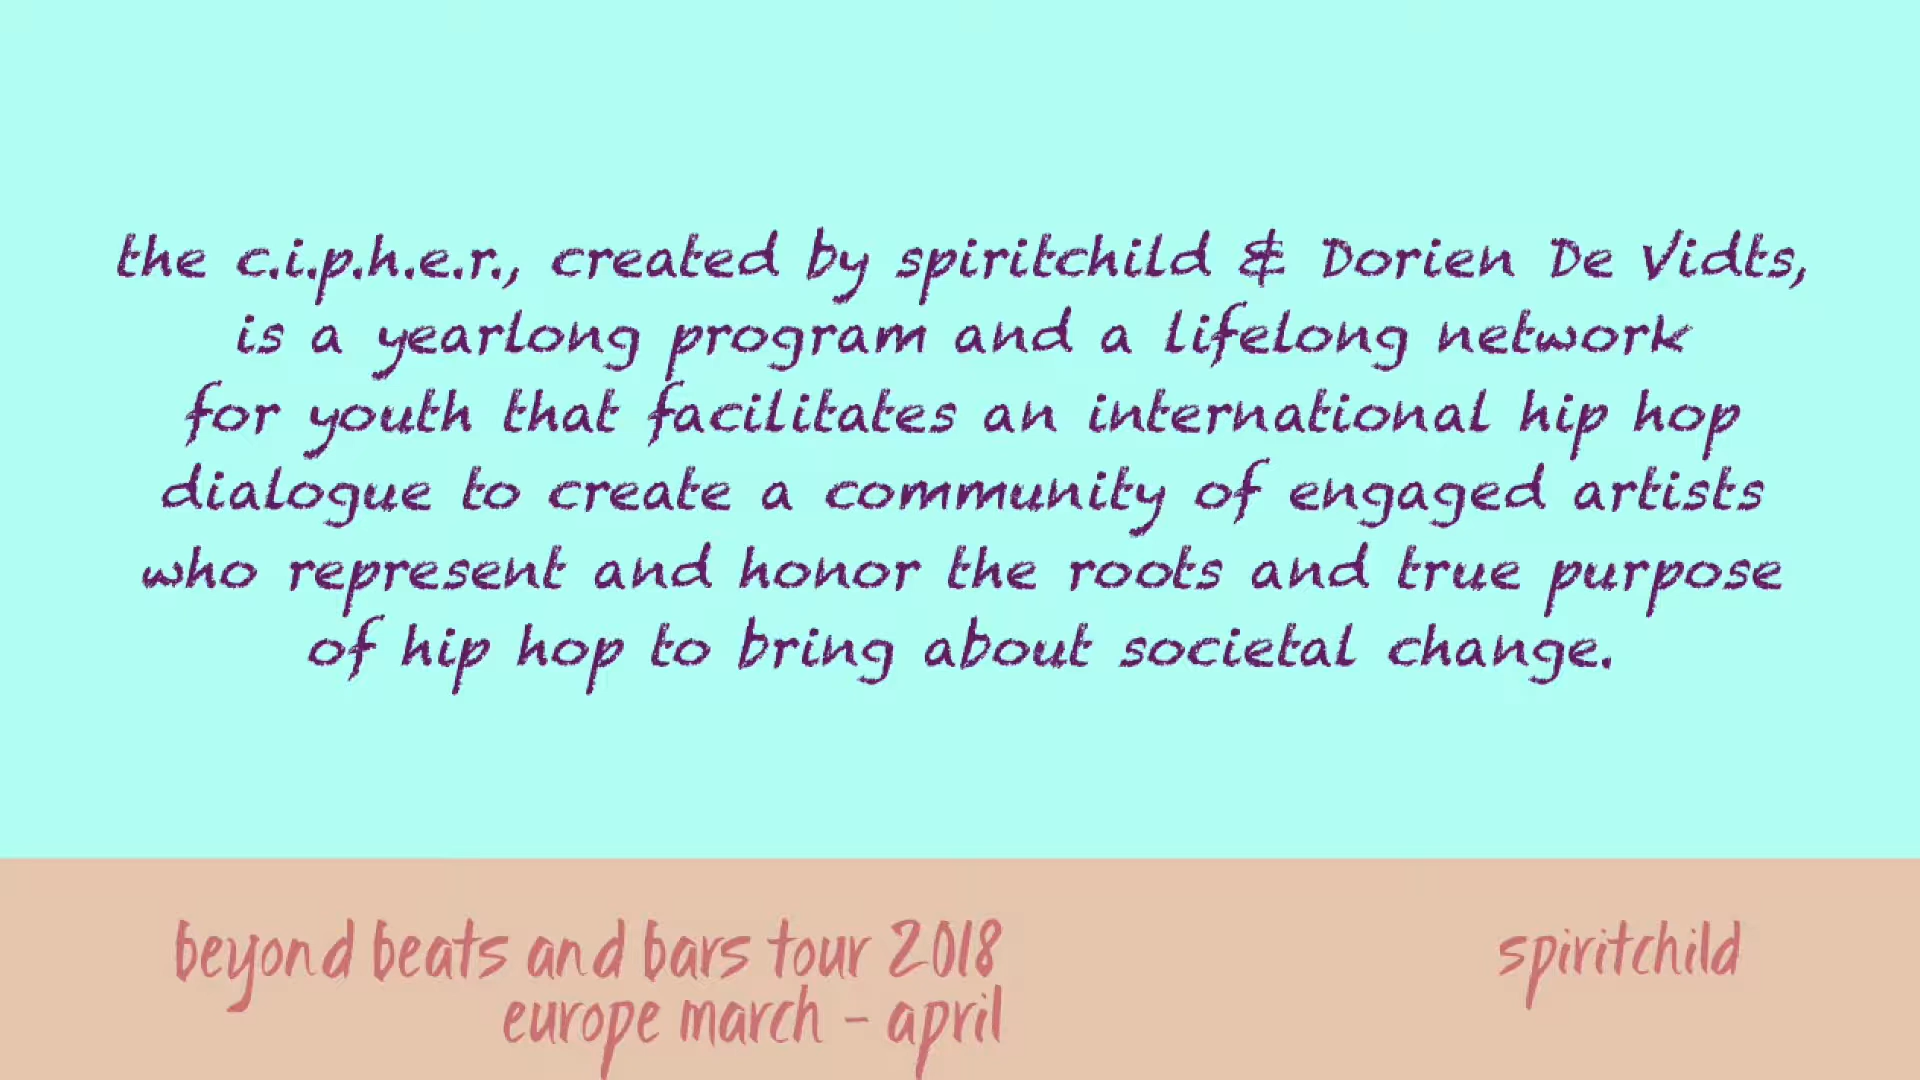 the c.i.p.h.e.r., created by spiritchild & Dorien De Vidts,
is a yearlong program and a lifelong network
for youth that facilitates an international hip hop
dialogue to create a community of engaged artists
who represent and honor the roots and true purpose
of hip hop to bring about societal change.
beyond beats and bars tour 2018
europe march - april
spiritchild